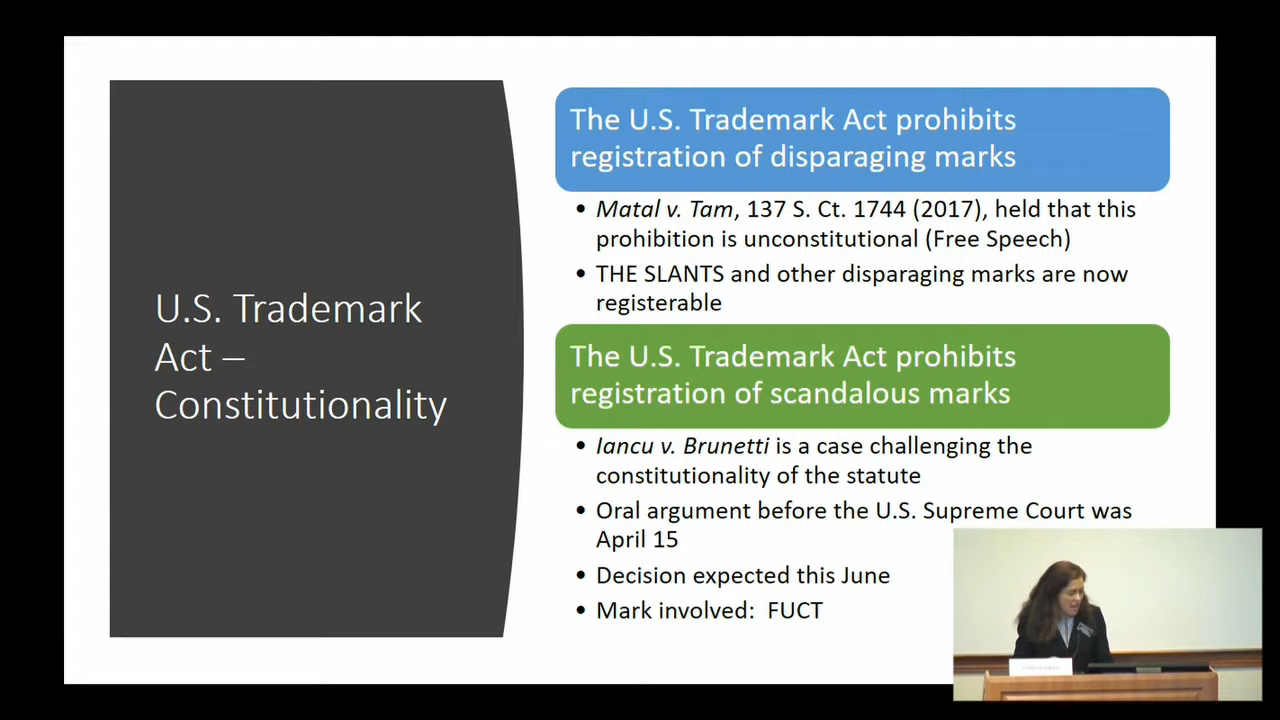 U.S. Trademark
Act –
Constitutionality
The U.S. Trademark Act prohibits
registration of disparaging marks
• Matal v. Tam, 137 S. Ct. 1744 (2017), held that this
prohibition is unconstitutional (Free Speech)
• THE SLANTS and other disparaging marks are now
registerable
The U.S. Trademark Act prohibits
registration of scandalous marks
• Iancu v. Brunetti is a case challenging the
constitutionality of the statute
• Oral argument before the U.S. Supreme Court was
April 15
• Decision expected this June
• Mark involved:  FUCT